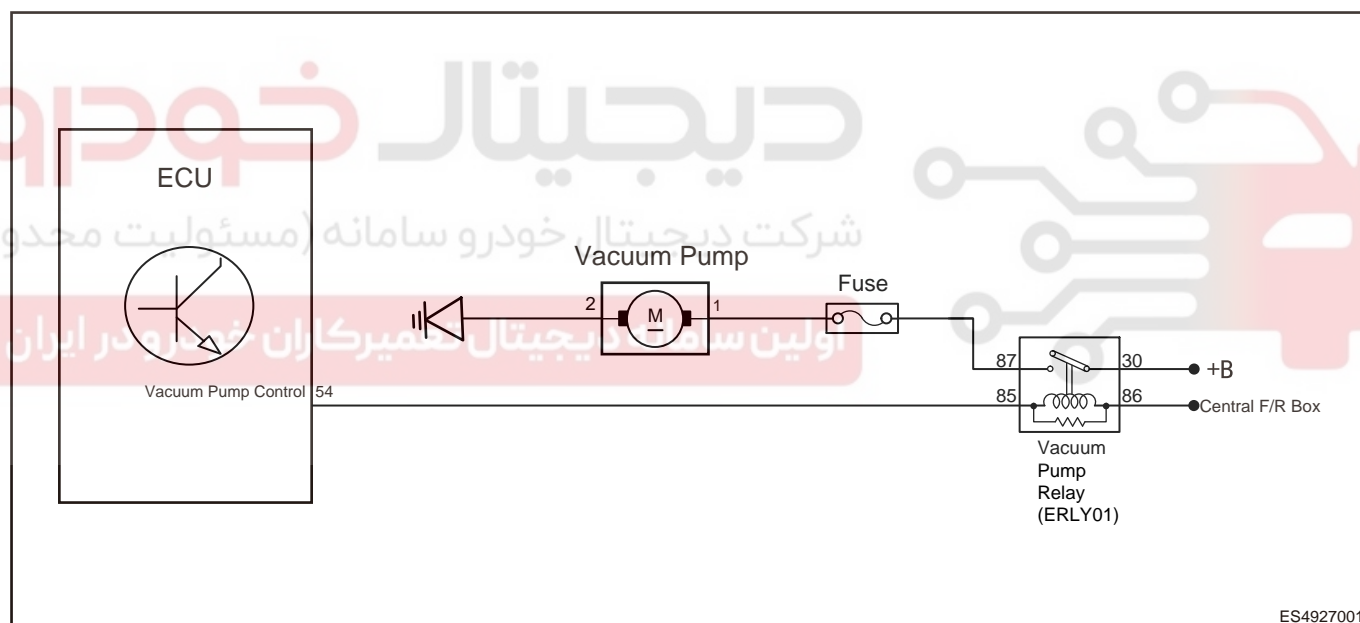 دیجیتال خودرو
شرکت دیجیتال خودرو سامانه (مسئولیت محدو
اولین سامانه دیجیتال تعمیرکاران خودرو در ایران
ECU
Vacuum Pump Control 54
Vacuum Pump
2 M 1
Fuse
87 30 +B
85 86 Central F/R Box
Vacuum
Pump
Relay
(ERLY01)
ES4927001